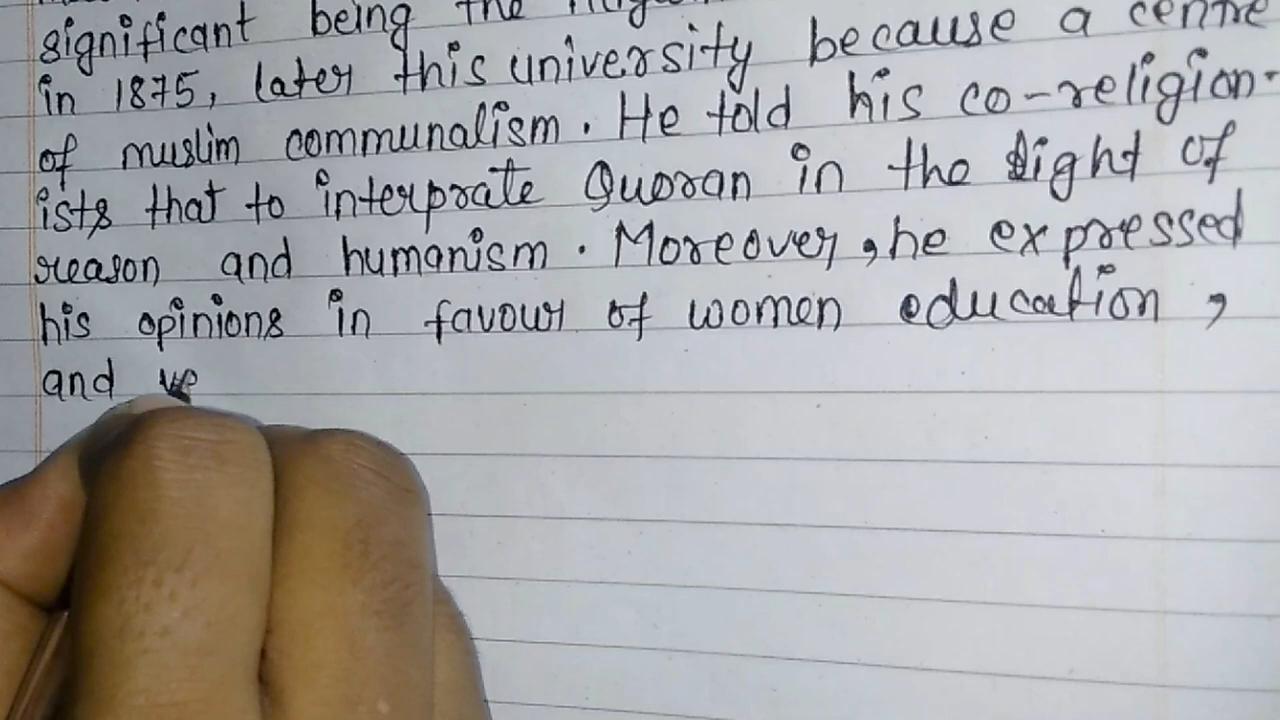 significant being the
in 1875, later this university because a centre
of muslim communalism. He told his co-religion-
ists that to interprate Quoran in the light of
reason and humanism. Moreover, he expressed
his opinions in favour of women education,
and